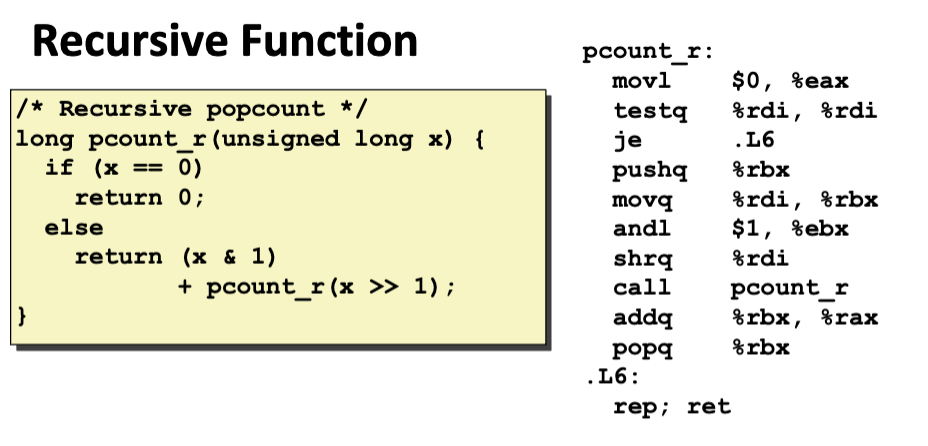 Recursive Function
/* Recursive popcount */
long pcount_r(unsigned long x) {
  if (x == 0)
    return 0;
  else
    return (x & 1)
           + pcount_r(x >> 1);
}
pcount_r:
  movl    $0, %eax
  testq   %rdi, %rdi
  je      .L6
  pushq   %rbx
  movq    %rdi, %rbx
  andl    $1, %ebx
  shrq    %rdi
  call    pcount_r
  addq    %rbx, %rax
  popq    %rbx
.L6:
  rep; ret